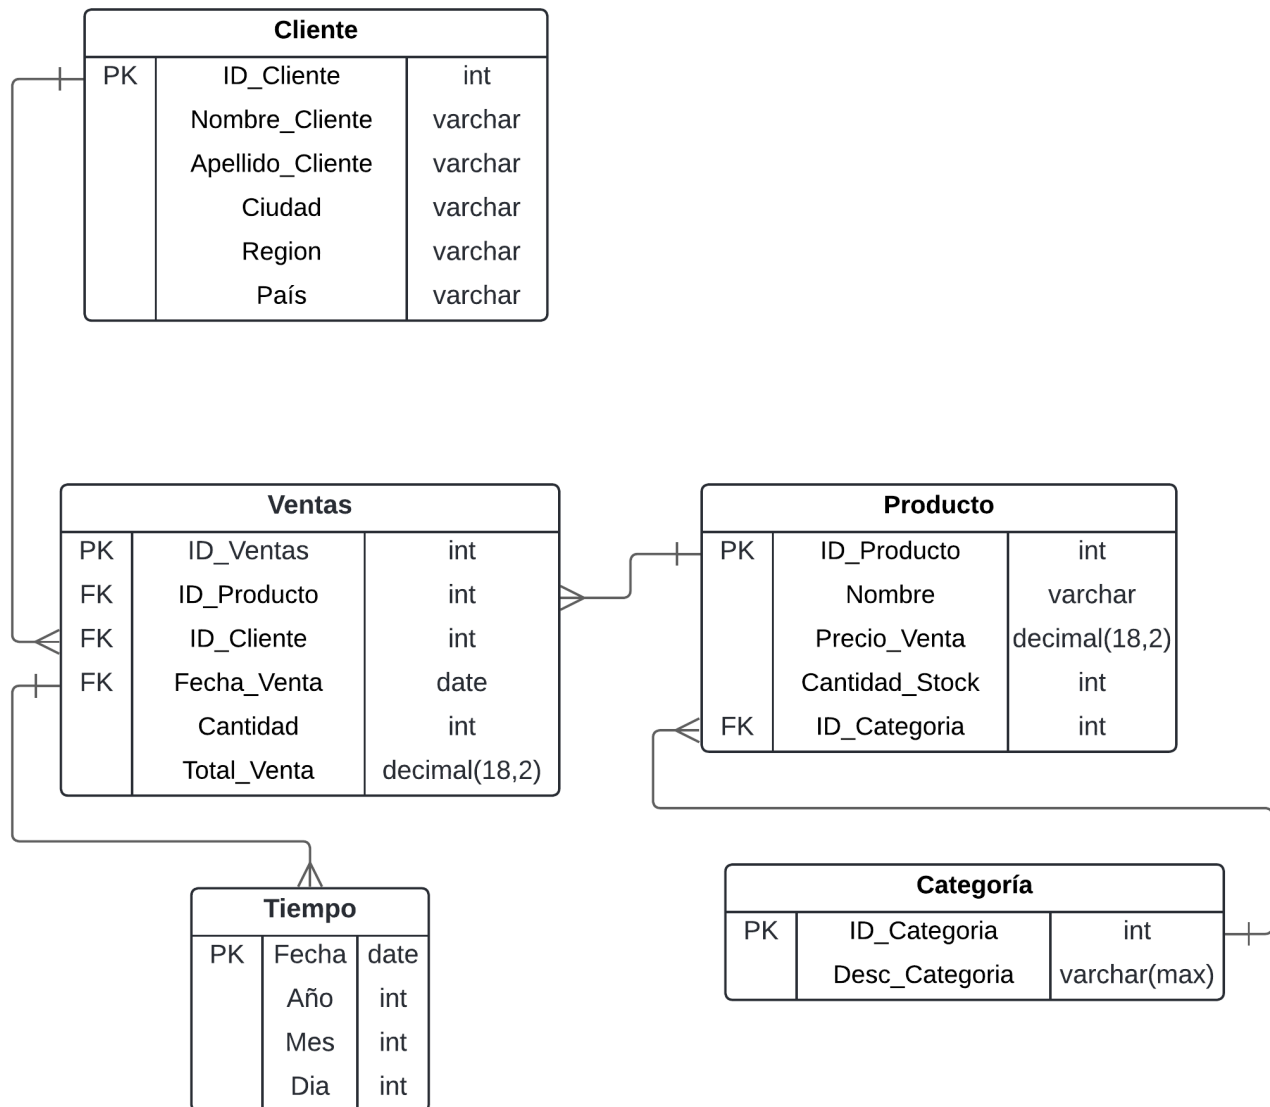 Cliente
PK ID_Cliente int
Nombre_Cliente varchar
Apellido_Cliente varchar
Ciudad varchar
Region varchar
País varchar
Ventas
PK ID_Ventas int
FK ID_Producto int
FK ID_Cliente int
FK Fecha_Venta date
Cantidad int
Total_Venta decimal(18,2)
Producto
PK ID_Producto int
Nombre varchar
Precio_Venta decimal(18,2)
Cantidad_Stock int
FK ID_Categoria int
Tiempo
PK Fecha date
Año int
Mes int
Dia int
Categoría
PK ID_Categoria int
Desc_Categoria varchar(max)